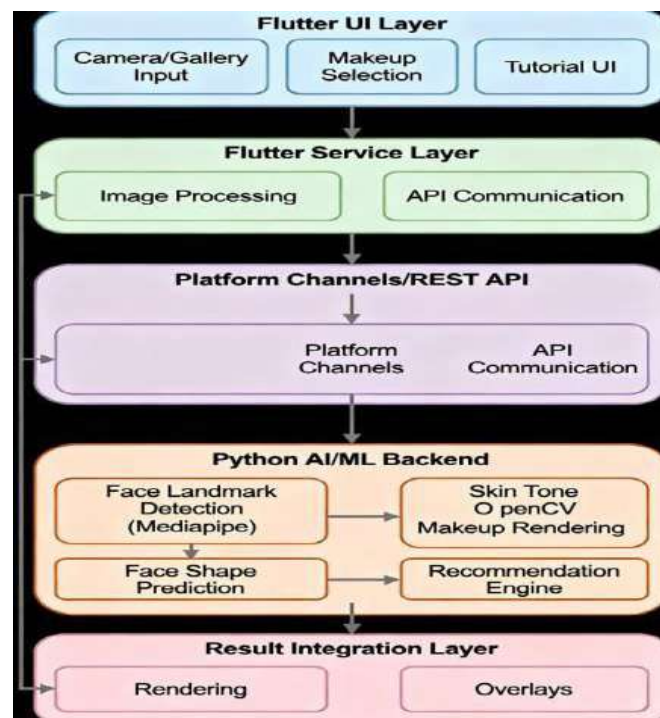 Flutter UI Layer
Camera/Gallery
Input
Makeup
Selection
Tutorial UI
Flutter Service Layer
Image Processing
API Communication
Platform Channels/REST API
Platform
Channels
API
Communication
Python AI/ML Backend
Face Landmark
Detection
(Mediapipe)
Skin Tone
O penCV
Makeup Rendering
Face Shape
Prediction
Recommendation
Engine
Result Integration Layer
Rendering
Overlays